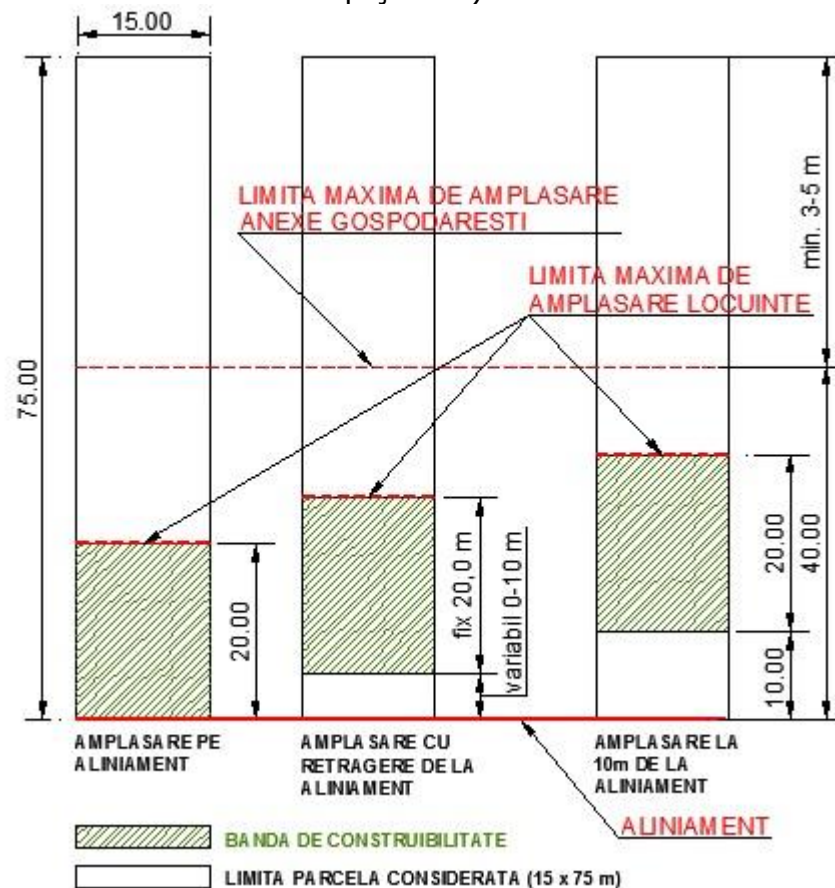 15.00
LIMITA MAXIMA DE AMPLASARE
ANEXE GOSPODARESTI
min. 3-5 m
LIMITA MAXIMA DE
AMPLASARE LOCUINTE
75.00
20.00
fix 20,0 m
variabil 0-10 m
20.00
40.00
10.00
AMPLASARE PE
ALINIAMENT
AMPLASARE CU
RETRAGERE DE LA
ALINIAMENT
AMPLASARE LA
10m DE LA
ALINIAMENT
ALINIAMENT
BANDA DE CONSTRUIBILITATE
LIMITA PARCELA CONSIDERATA (15 x 75 m)